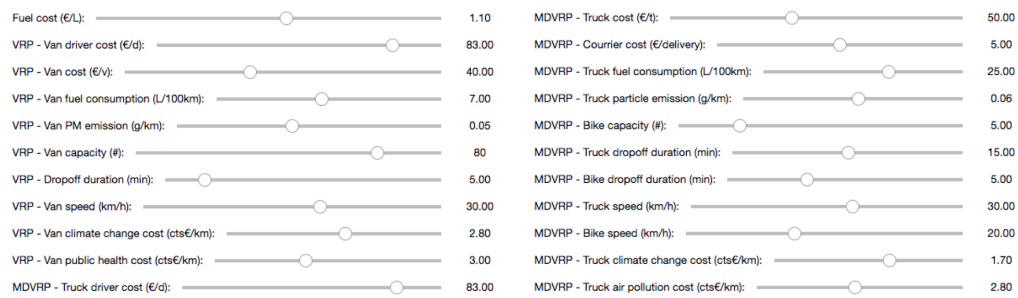 Fuel cost (€/L): 1.10
VRP - Van driver cost (€/d): 83.00
VRP - Van cost (€/v): 40.00
VRP - Van fuel consumption (L/100km): 7.00
VRP - Van PM emission (g/km): 0.05
VRP - Van capacity (#): 80
VRP - Dropoff duration (min): 5.00
VRP - Van speed (km/h): 30.00
VRP - Van climate change cost (cts€/km): 2.80
VRP - Van public health cost (cts€/km): 3.00
MDVRP - Truck driver cost (€/d): 83.00
MDVRP - Truck cost (€/t): 50.00
MDVRP - Courrier cost (€/delivery): 5.00
MDVRP - Truck fuel consumption (L/100km): 25.00
MDVRP - Truck particle emission (g/km): 0.06
MDVRP - Bike capacity (#): 5.00
MDVRP - Truck dropoff duration (min): 15.00
MDVRP - Bike dropoff duration (min): 5.00
MDVRP - Truck speed (km/h): 30.00
MDVRP - Bike speed (km/h): 20.00
MDVRP - Truck climate change cost (cts€/km): 1.70
MDVRP - Truck air pollution cost (cts€/km): 2.80